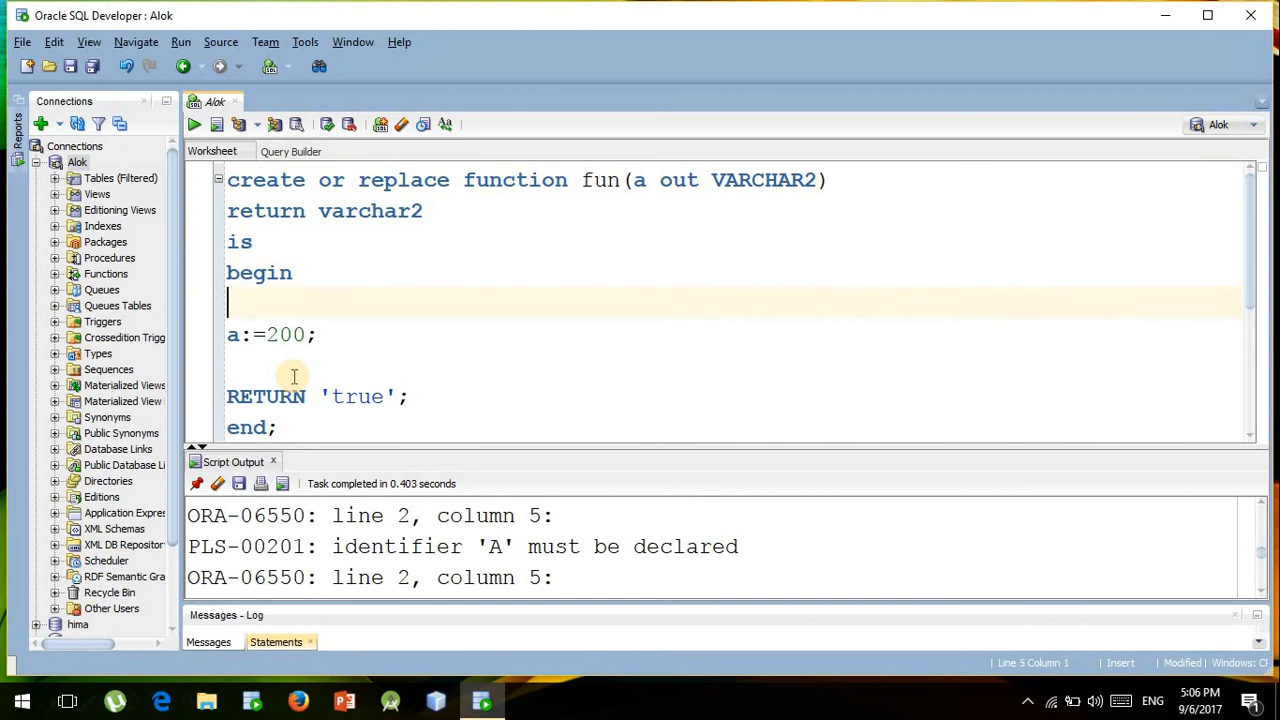 Oracle SQL Developer : Alok
File Edit View Navigate Run Source Team Tools Window Help
Connections
Alok
Reports
Alok
Worksheet Query Builder
Connections
Alok
Tables (Filtered)
Views
Editioning Views
Indexes
Packages
Procedures
Functions
Queues
Queues Tables
Triggers
Crossedition Trigg
Types
Sequences
Materialized Views
Materialized View
Synonyms
Public Synonyms
Database Links
Public Database Li
Directories
Editions
Application Expres
XML Schemas
XML DB Repositor
Scheduler
RDF Semantic Gra
Recycle Bin
Other Users
hima
create or replace function fun(a out VARCHAR2)
return varchar2
is
begin
a:=200;
RETURN 'true';
end;
Script Output
Task completed in 0.403 seconds
ORA-06550: line 2, column 5:
PLS-00201: identifier 'A' must be declared
ORA-06550: line 2, column 5:
Messages - Log
Messages Statements
Line 5 Column 1 Insert Modified Windows:
ENG
5:06 PM
9/6/2017